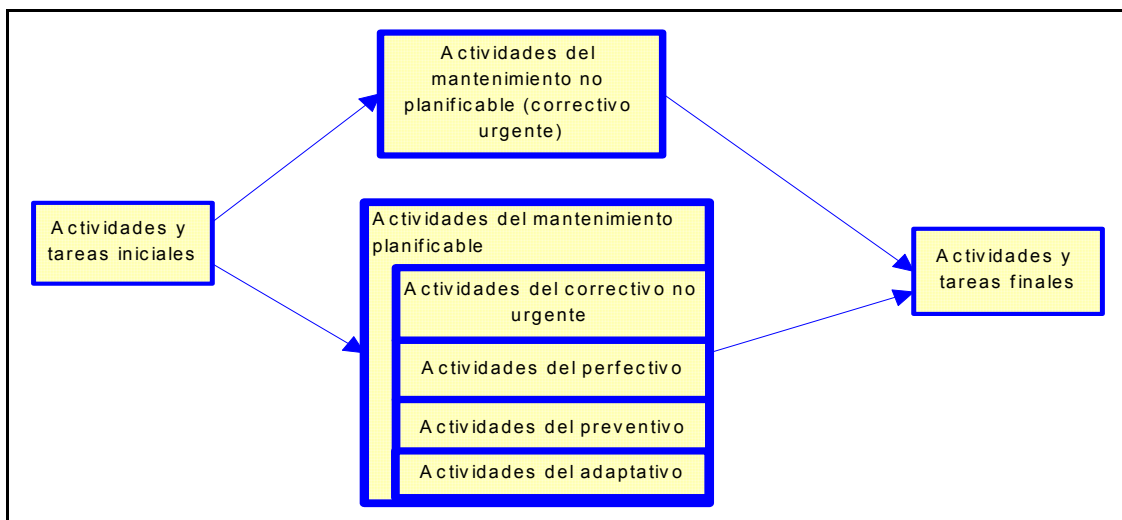 Actividades del
mantenimiento no
planificable (correctivo
urgente)
Actividades y
tareas iniciales
Actividades del mantenimiento
planificable
Actividades del correctivo no
urgente
Actividades del perfectivo
Actividades del preventivo
Actividades del adaptativo
Actividades y
tareas finales